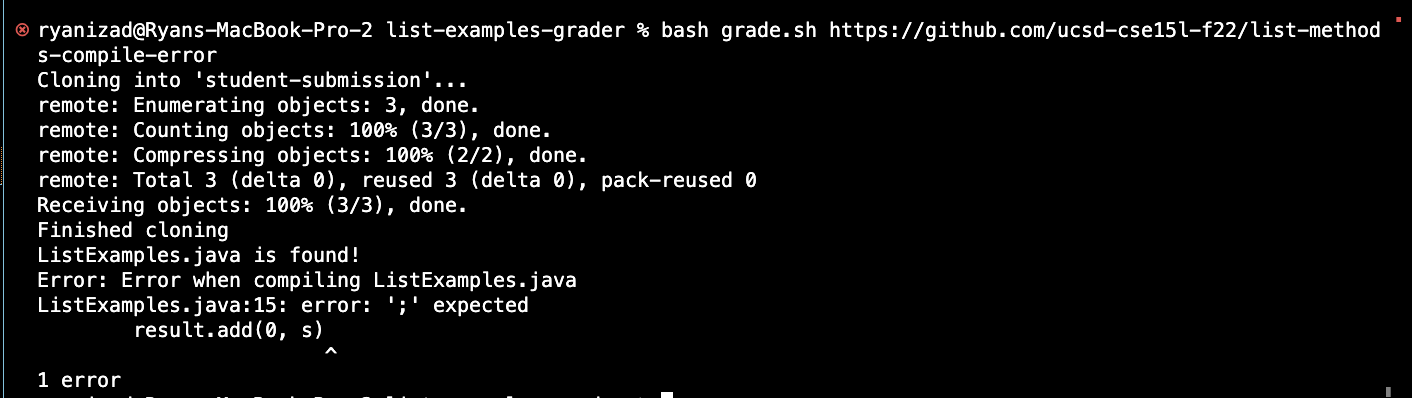 ryanizad@Ryans-MacBook-Pro-2 list-examples-grader % bash grade.sh https://github.com/ucsd-cse15l-f22/list-method
s-compile-error
Cloning into 'student-submission'...
remote: Enumerating objects: 3, done.
remote: Counting objects: 100% (3/3), done.
remote: Compressing objects: 100% (2/2), done.
remote: Total 3 (delta 0), reused 3 (delta 0), pack-reused 0
Receiving objects: 100% (3/3), done.
Finished cloning
ListExamples.java is found!
Error: Error when compiling ListExamples.java
ListExamples.java:15: error: ';' expected
        result.add(0, s)
                        ^
1 error